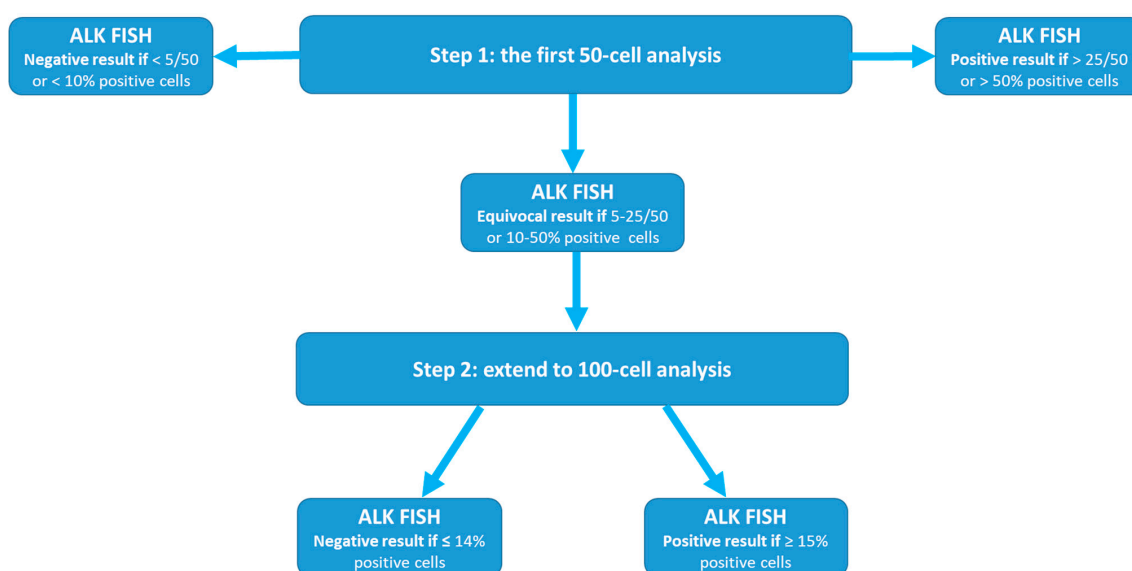 ALK FISH
Negative result if < 5/50
or < 10% positive cells
Step 1: the first 50-cell analysis
ALK FISH
Positive result if > 25/50
or > 50% positive cells
ALK FISH
Equivocal result if 5-25/50
or 10-50% positive cells
Step 2: extend to 100-cell analysis
ALK FISH
Negative result if ≤ 14%
positive cells
ALK FISH
Positive result if ≥ 15%
positive cells